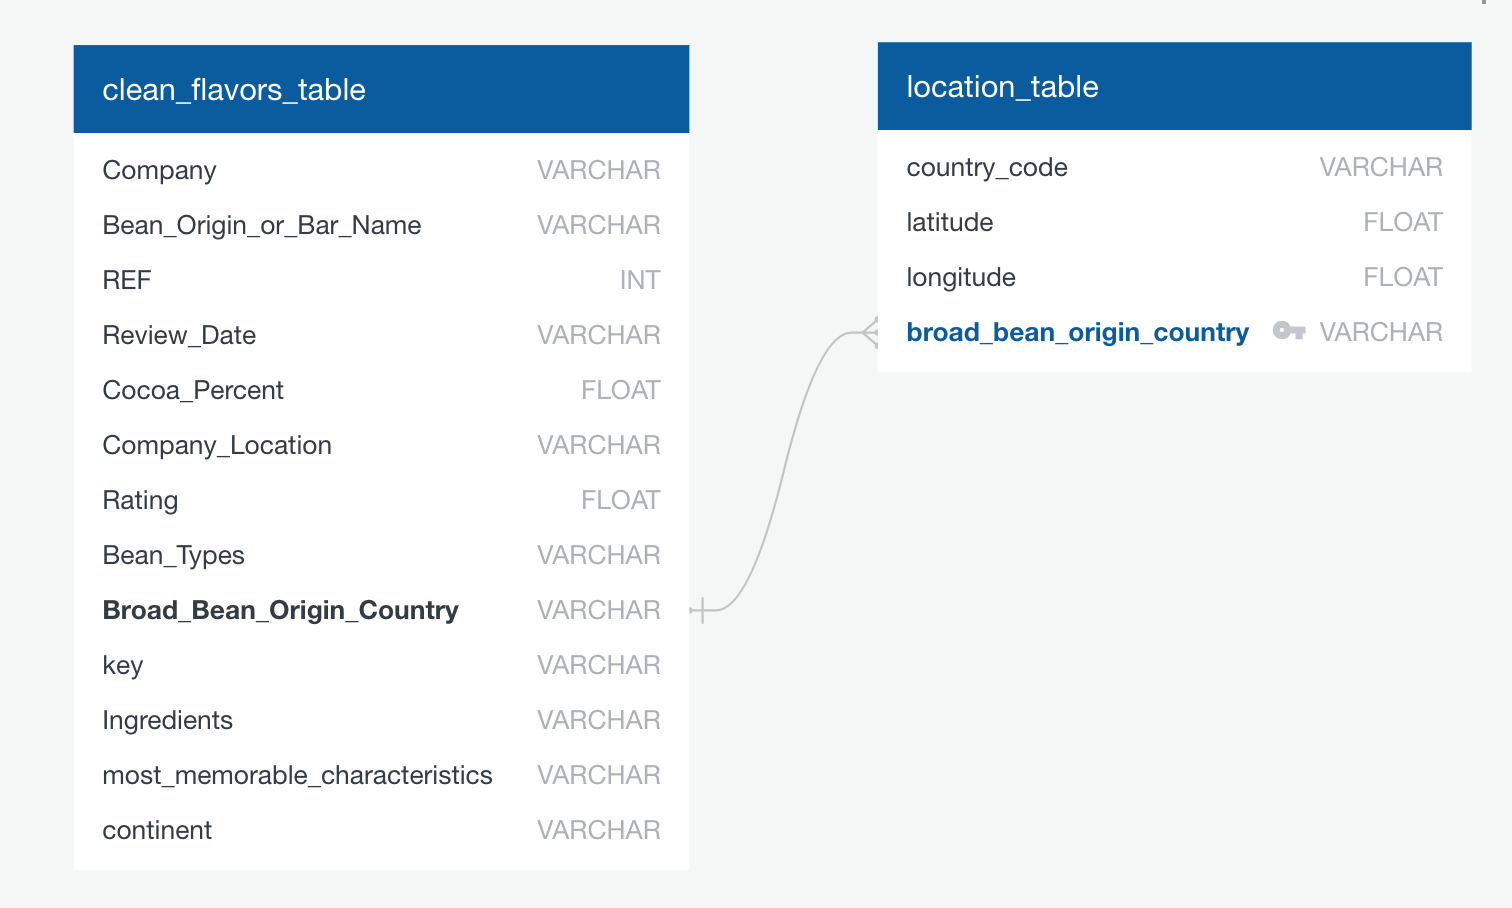 clean_flavors_table
Company VARCHAR
Bean_Origin_or_Bar_Name VARCHAR
REF INT
Review_Date VARCHAR
Cocoa_Percent FLOAT
Company_Location VARCHAR
Rating FLOAT
Bean_Types VARCHAR
Broad_Bean_Origin_Country VARCHAR
key VARCHAR
Ingredients VARCHAR
most_memorable_characteristics VARCHAR
continent VARCHAR
location_table
country_code VARCHAR
latitude FLOAT
longitude FLOAT
broad_bean_origin_country VARCHAR